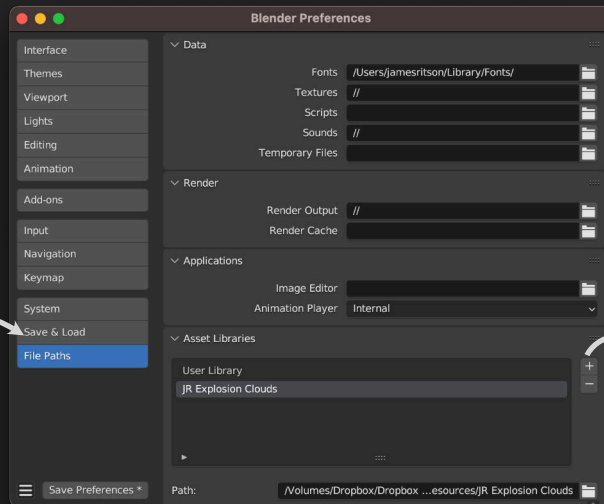 Blender Preferences
Interface
Themes
Viewport
Lights
Editing
Animation
Add-ons
Input
Navigation
Keymap
System
Save & Load
File Paths
Save Preferences *
Data
Fonts /Users/jamesritson/Library/Fonts/
Textures //
Scripts
Sounds //
Temporary Files
Render
Render Output //
Render Cache
Applications
Image Editor
Animation Player Internal
Asset Libraries
User Library
JR Explosion Clouds
Path: /Volumes/Dropbox/Dropbox ...esources/JR Explosion Clouds